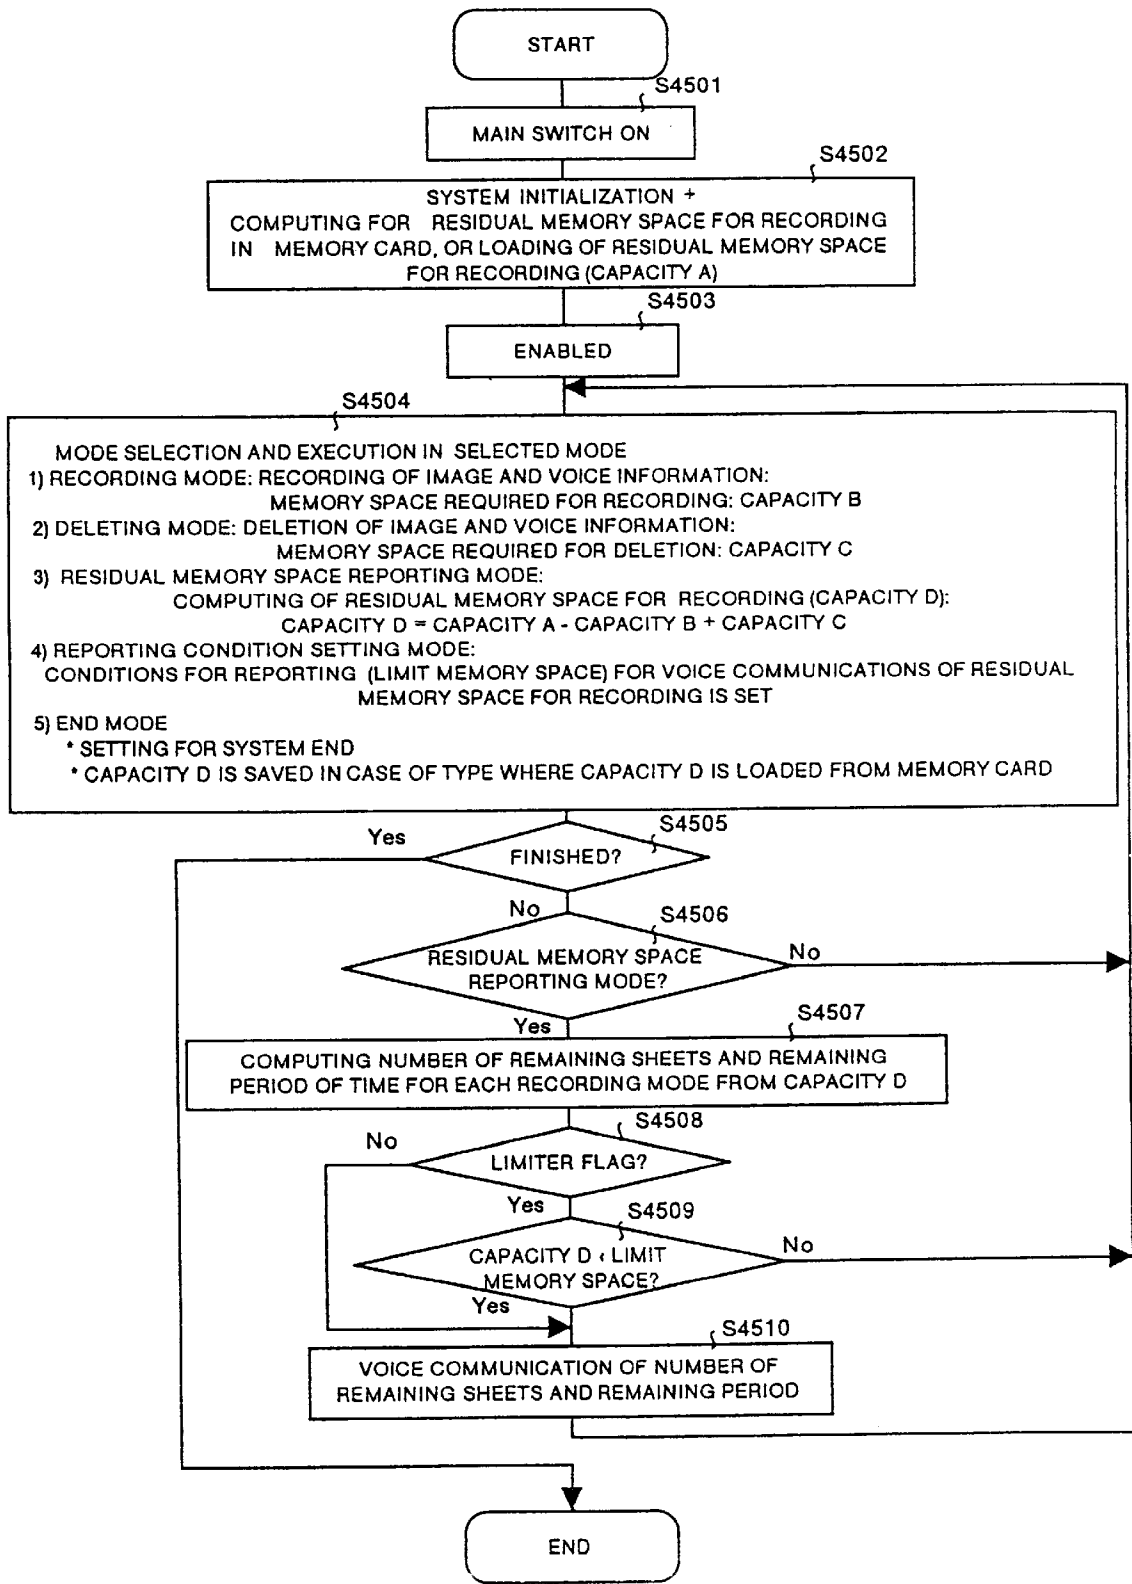 START
S4501
MAIN SWITCH ON
S4502
SYSTEM INITIALIZATION +
COMPUTING FOR RESIDUAL MEMORY SPACE FOR RECORDING
IN MEMORY CARD, OR LOADING OF RESIDUAL MEMORY SPACE
FOR RECORDING (CAPACITY A)
S4503
ENABLED
S4504
MODE SELECTION AND EXECUTION IN SELECTED MODE
1) RECORDING MODE: RECORDING OF IMAGE AND VOICE INFORMATION:
MEMORY SPACE REQUIRED FOR RECORDING: CAPACITY B
2) DELETING MODE: DELETION OF IMAGE AND VOICE INFORMATION:
MEMORY SPACE REQUIRED FOR DELETION: CAPACITY C
3) RESIDUAL MEMORY SPACE REPORTING MODE:
COMPUTING OF RESIDUAL MEMORY SPACE FOR RECORDING (CAPACITY D):
CAPACITY D = CAPACITY A - CAPACITY B + CAPACITY C
4) REPORTING CONDITION SETTING MODE:
CONDITIONS FOR REPORTING (LIMIT MEMORY SPACE) FOR VOICE COMMUNICATIONS OF RESIDUAL
MEMORY SPACE FOR RECORDING IS SET
5) END MODE
* SETTING FOR SYSTEM END
* CAPACITY D IS SAVED IN CASE OF TYPE WHERE CAPACITY D IS LOADED FROM MEMORY CARD
S4505
Yes
FINISHED?
No
S4506
RESIDUAL MEMORY SPACE
REPORTING MODE?
No
Yes
S4507
COMPUTING NUMBER OF REMAINING SHEETS AND REMAINING
PERIOD OF TIME FOR EACH RECORDING MODE FROM CAPACITY D
S4508
No
LIMITER FLAG?
Yes
S4509
CAPACITY D < LIMIT
MEMORY SPACE?
No
Yes
S4510
VOICE COMMUNICATION OF NUMBER OF
REMAINING SHEETS AND REMAINING PERIOD
END